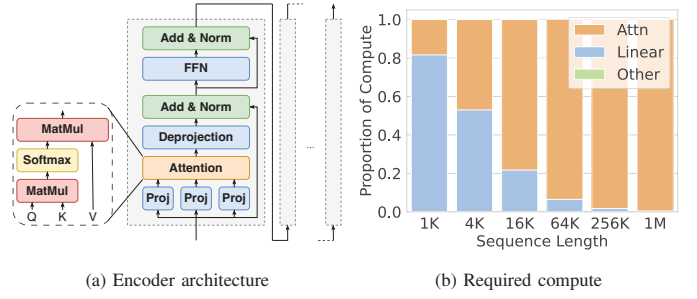 Add & Norm
FFN
Add & Norm
Deprojection
Attention
Proj Proj Proj
MatMul
Softmax
MatMul
Q K V
...
(a) Encoder architecture
Proportion of Compute
1.0
0.8
0.6
0.4
0.2
0.0
Attn
Linear
Other
1K 4K 16K 64K 256K 1M
Sequence Length
(b) Required compute